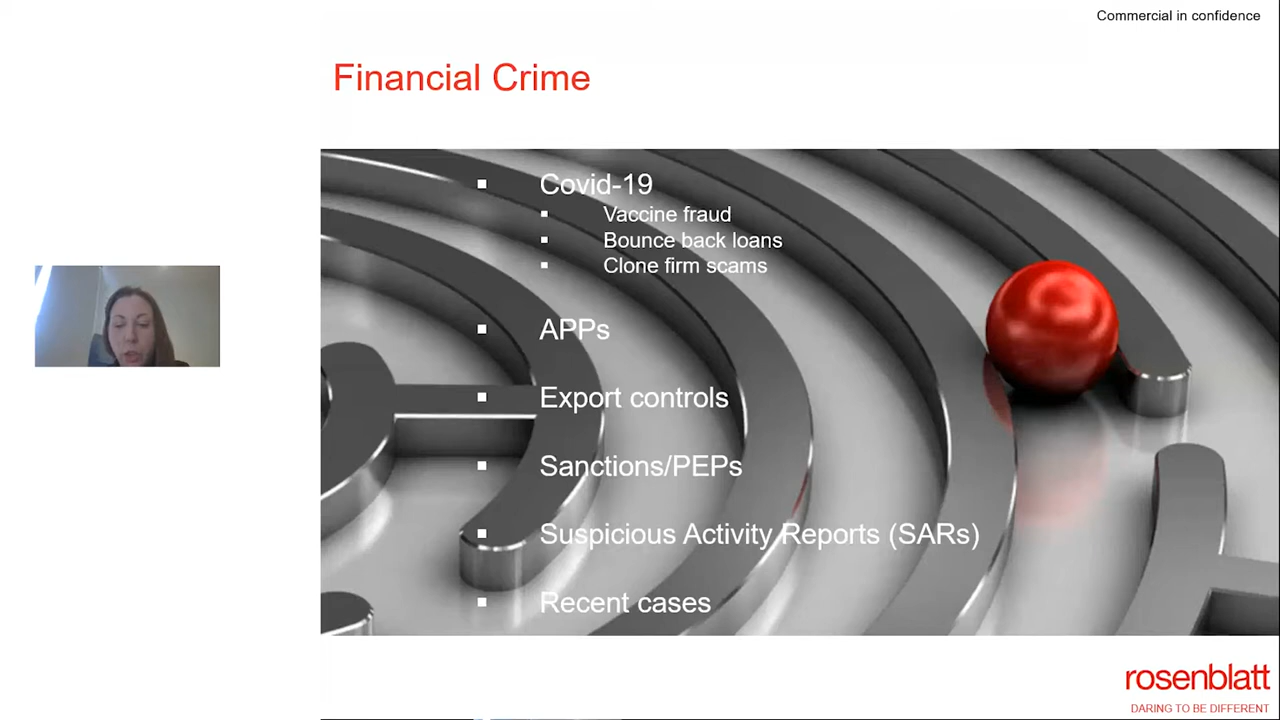 Commercial in confidence
Financial Crime
Covid-19
Vaccine fraud
Bounce back loans
Clone firm scams
APPs
Export controls
Sanctions/PEPs
Suspicious Activity Reports (SARs)
Recent cases
rosenblatt
DARING TO BE DIFFERENT